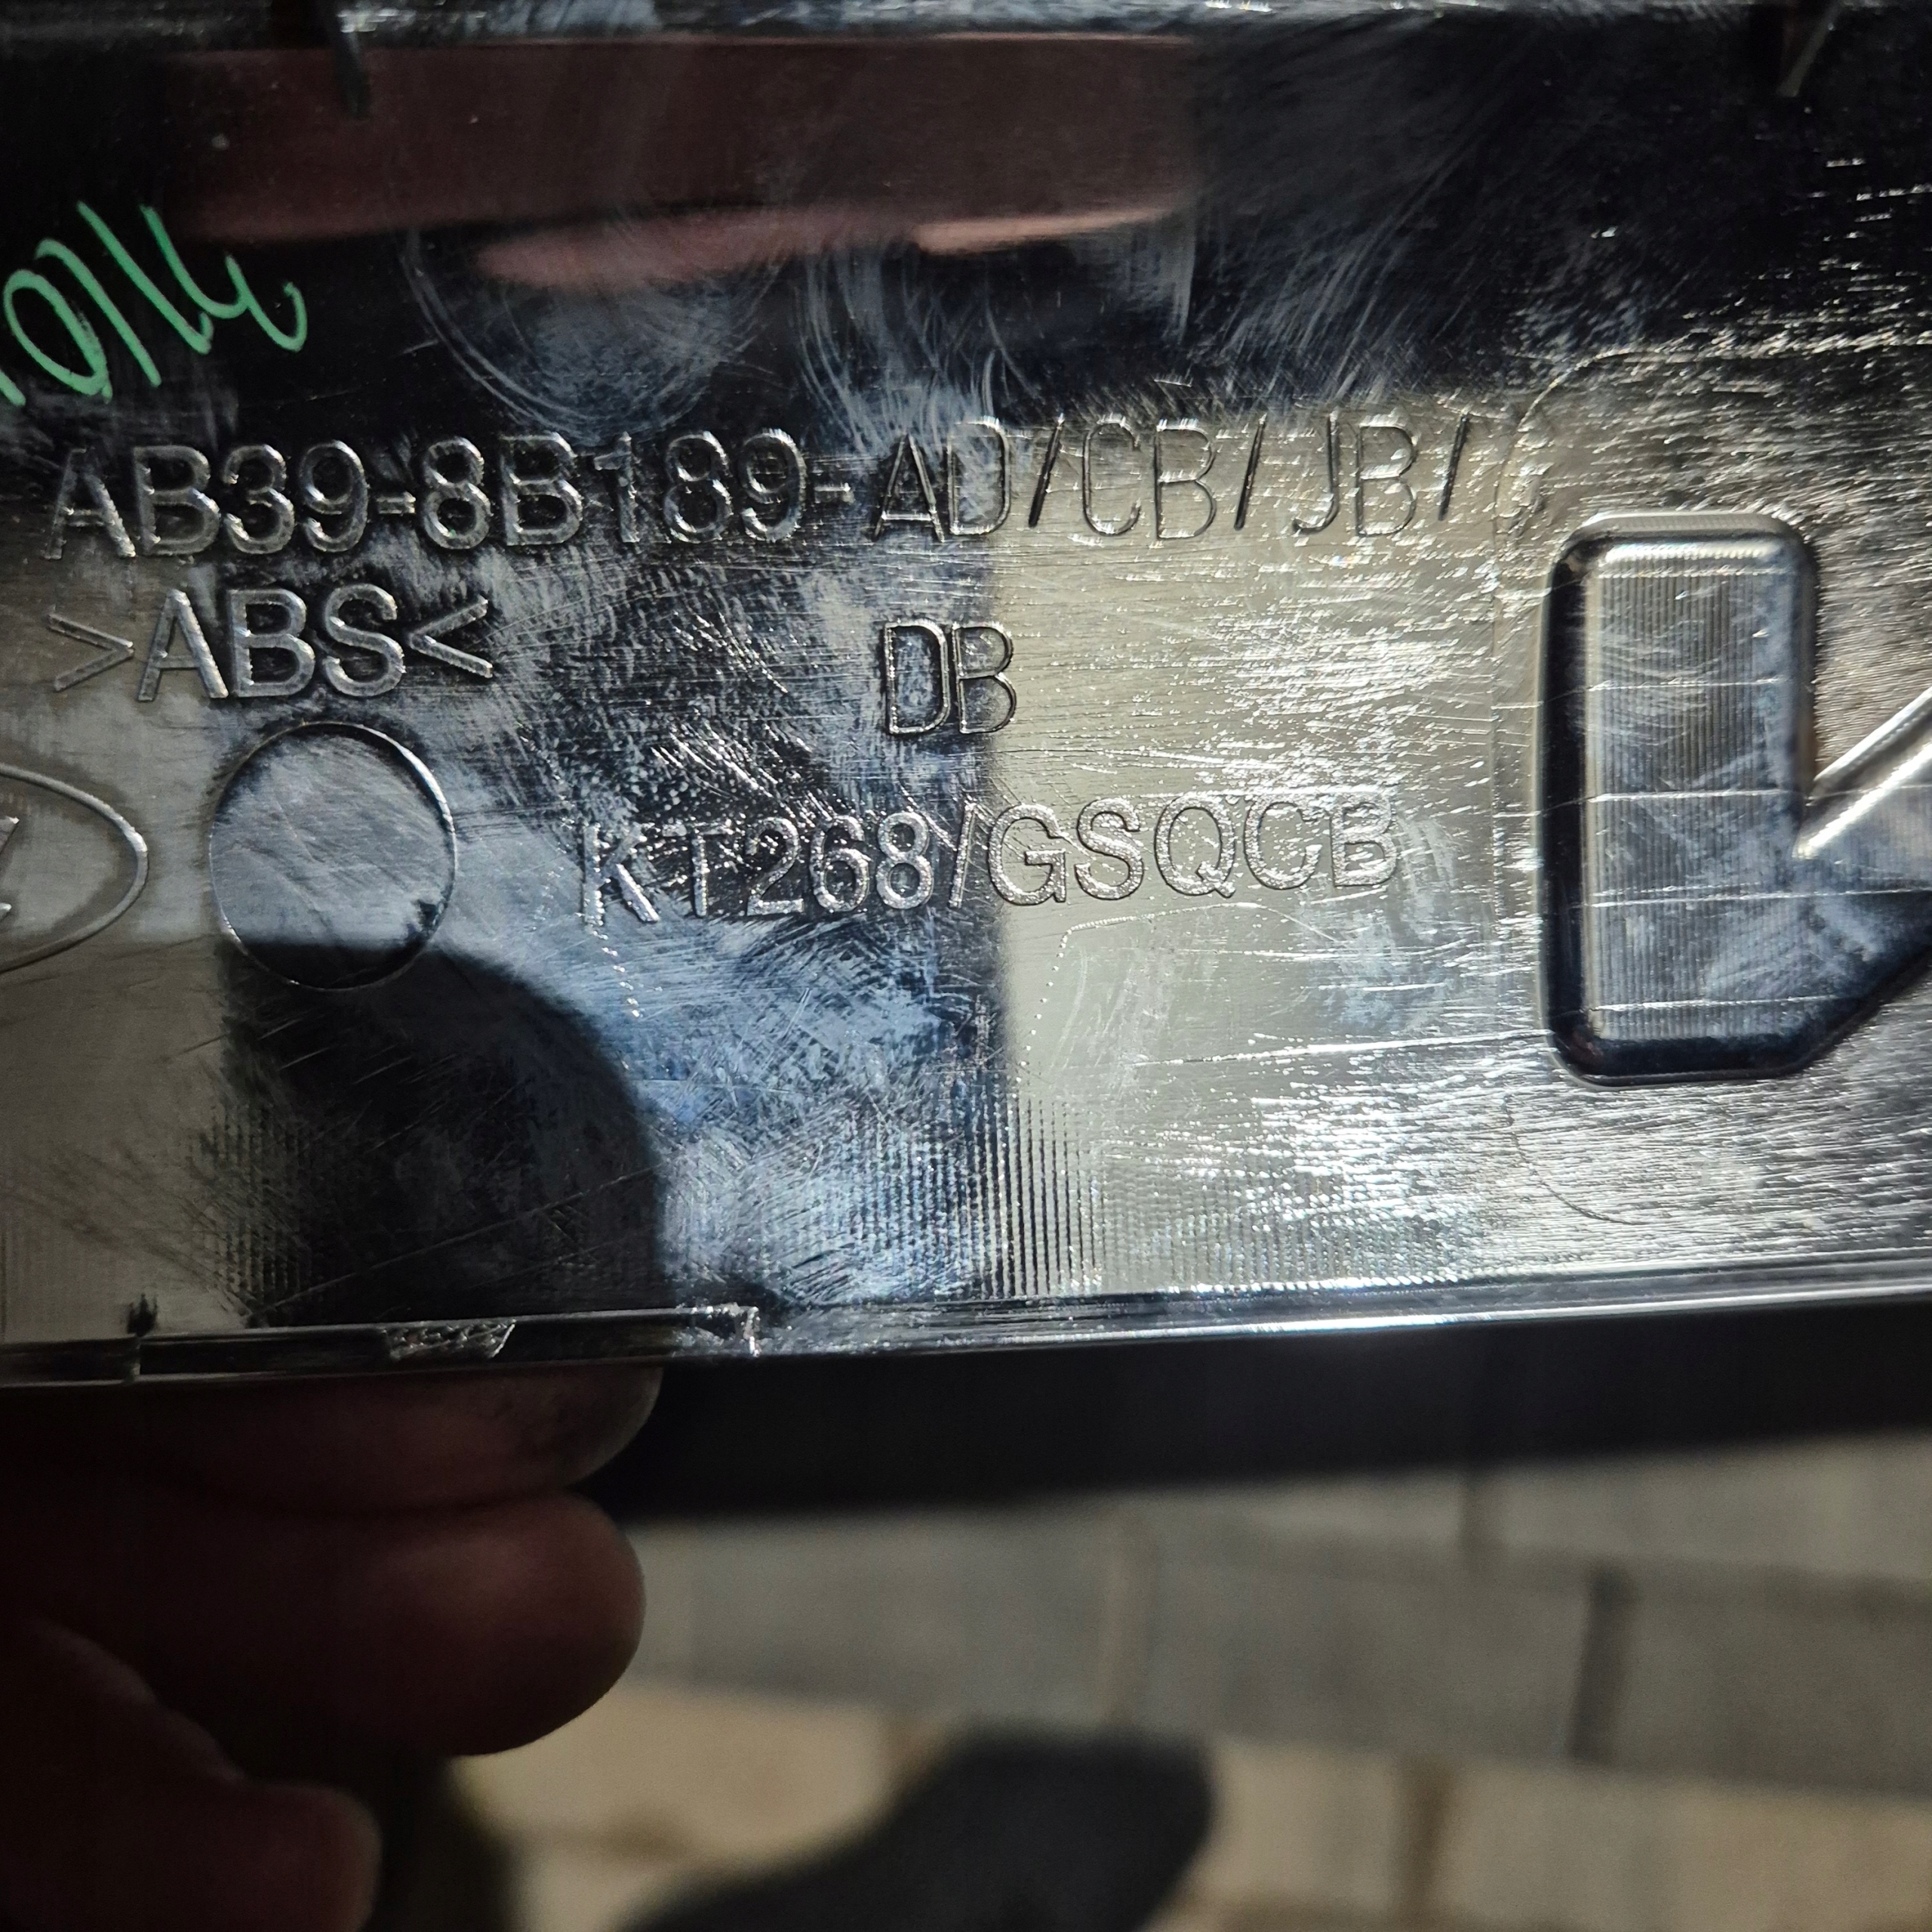 AB39-8B189-AD/CB/JB/
>ABS<
DB
KT268/GSQCB